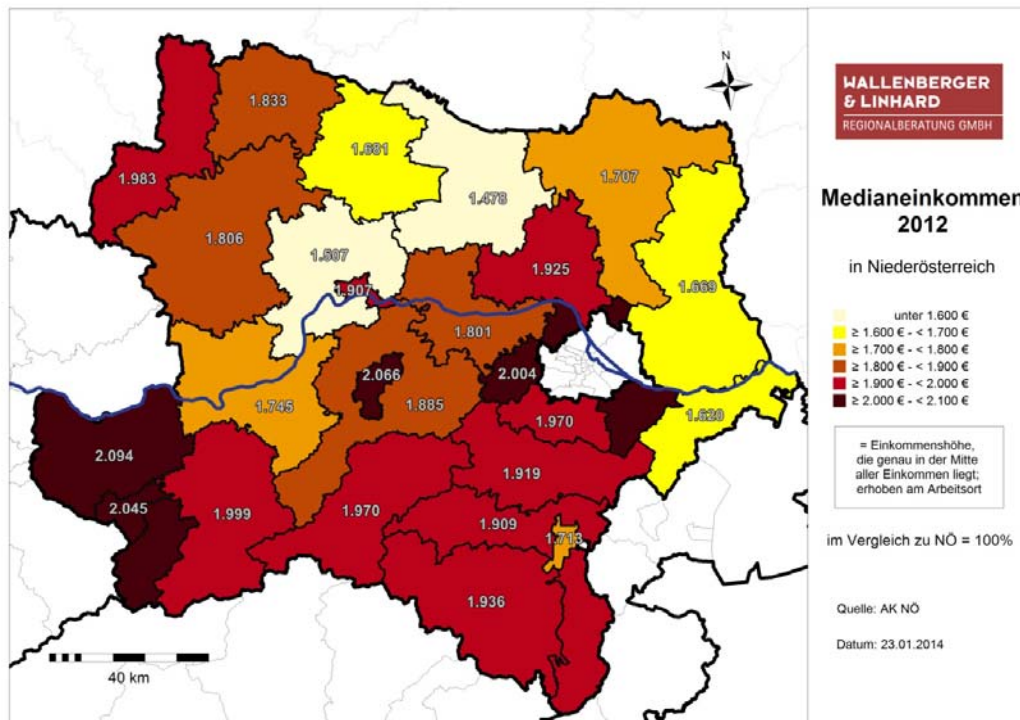 WALLENBERGER
& LINHARD
REGIONALBERATUNG GMBH
Medianeinkommen
2012
in Niederösterreich
unter 1.600 €
≥ 1.600 € - < 1.700 €
≥ 1.700 € - < 1.800 €
≥ 1.800 € - < 1.900 €
≥ 1.900 € - < 2.000 €
≥ 2.000 € - < 2.100 €
= Einkommenshöhe,
die genau in der Mitte
aller Einkommen liegt;
erhoben am Arbeitsort
im Vergleich zu NÖ = 100%
Quelle: AK NÖ
Datum: 23.01.2014
N
1.833
1.681
1.707
1.983
1.478
1.806
1.507
1.925
1.907
1.669
1.801
2.066
2.004
1.745
1.885
1.970
1.620
2.094
1.919
2.045
1.999
1.970
1.909
1.713
1.936
40 km